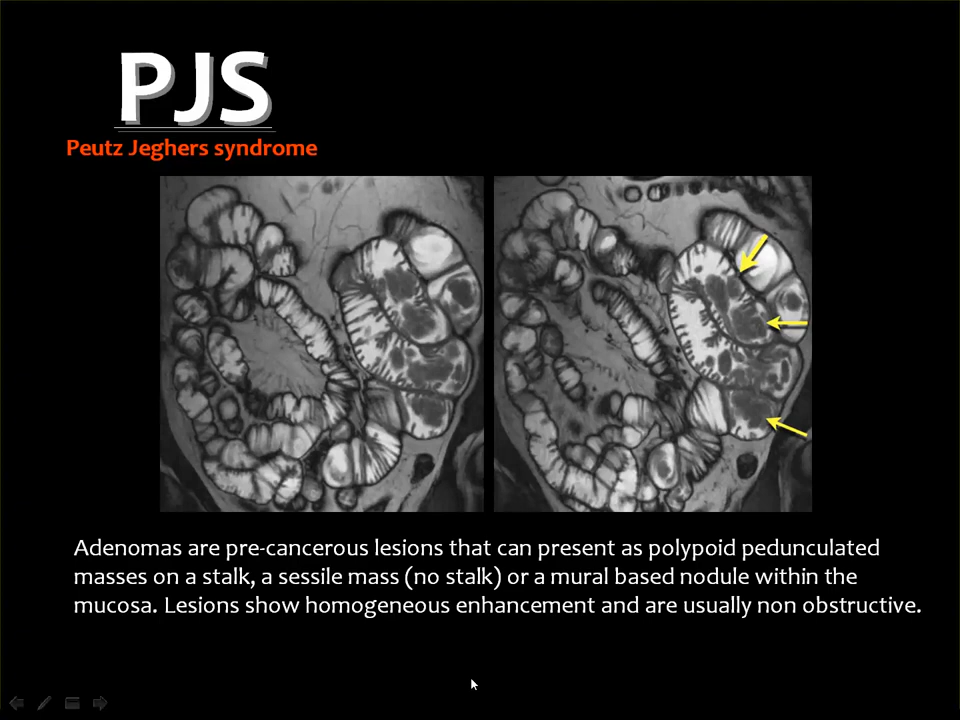 PJS
Peutz Jeghers syndrome
Adenomas are pre-cancerous lesions that can present as polypoid pedunculated
masses on a stalk, a sessile mass (no stalk) or a mural based nodule within the
mucosa. Lesions show homogeneous enhancement and are usually non obstructive.